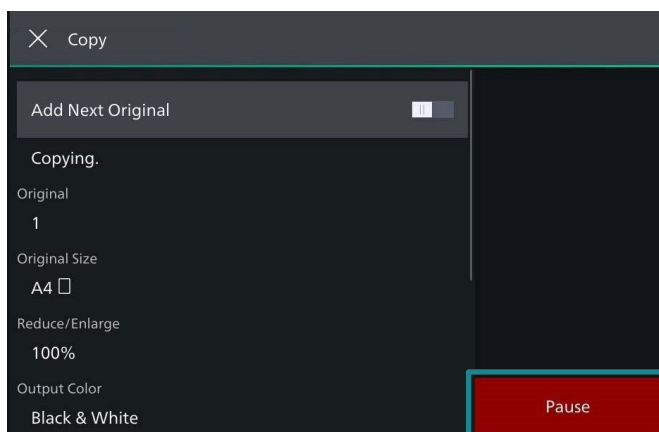 Copy
Add Next Original
Copying.
Original
1
Original Size
A4
Reduce/Enlarge
100%
Output Color
Black & White
Pause